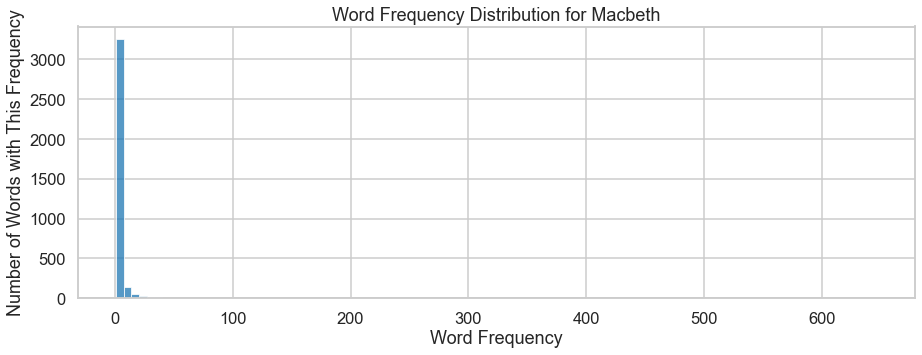 Word Frequency Distribution for Macbeth
Number of Words with This Frequency
3000
2500
2000
1500
1000
500
0
0 100 200 300 400 500 600
Word Frequency